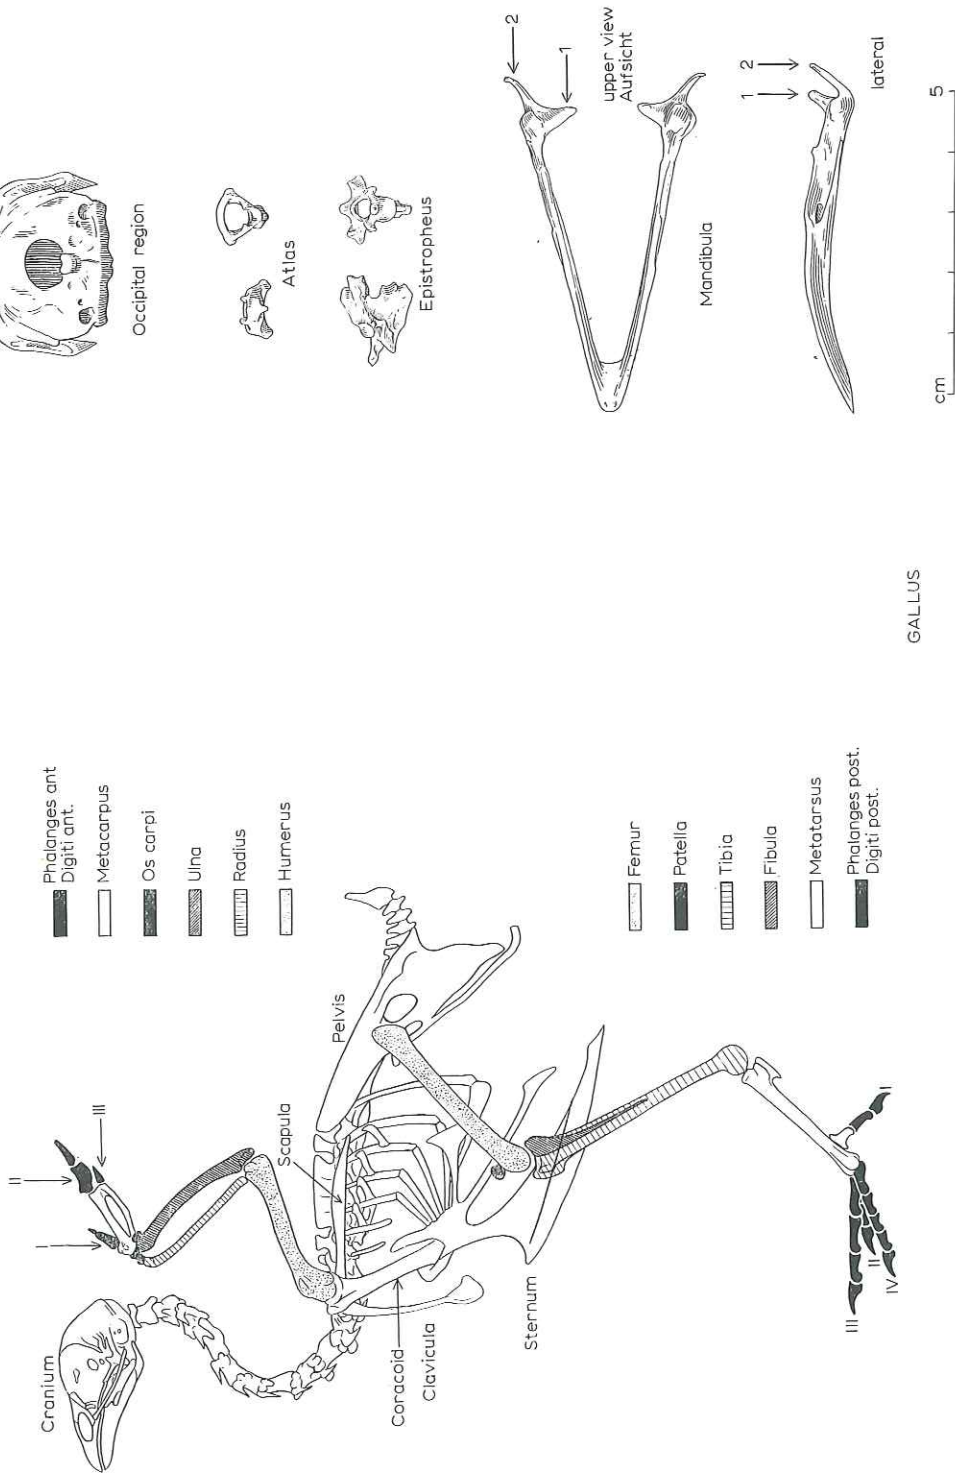 Cranium
Coracoid
Clavicula
Sternum
Scapula
Pelvis
I
II
III
III
II
IV
I
Phalanges ant
Digiti ant.
Metacarpus
Os carpi
Ulna
Radius
Humerus
Femur
Patella
Tibia
Fibula
Metatarsus
Phalanges post.
Digiti post.
GALLUS
Occipital region
Atlas
Epistropheus
Mandibula
upper view
Aufsicht
1
2
1
2
lateral
cm
5